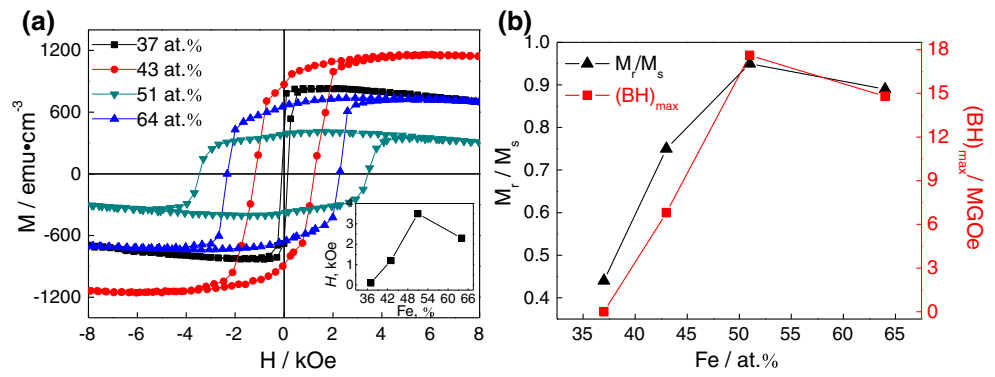 (a)
37 at.%
43 at.%
51 at.%
64 at.%
M / emu•cm-3
1200
600
0
-600
-1200
-8 -4 -2 0 2 4 6 8
H / kOe
H, kOe
4
3
2
1
0
36 42 48 54 60 66
Fe, %
(b)
Mr/Ms
(BH)max
Mr / Ms
1.0
0.9
0.8
0.7
0.6
0.5
0.4
35 40 45 50 55 60 65
Fe / at.%
18
15
12
9
6
3
0
(BH)max/ MGOe